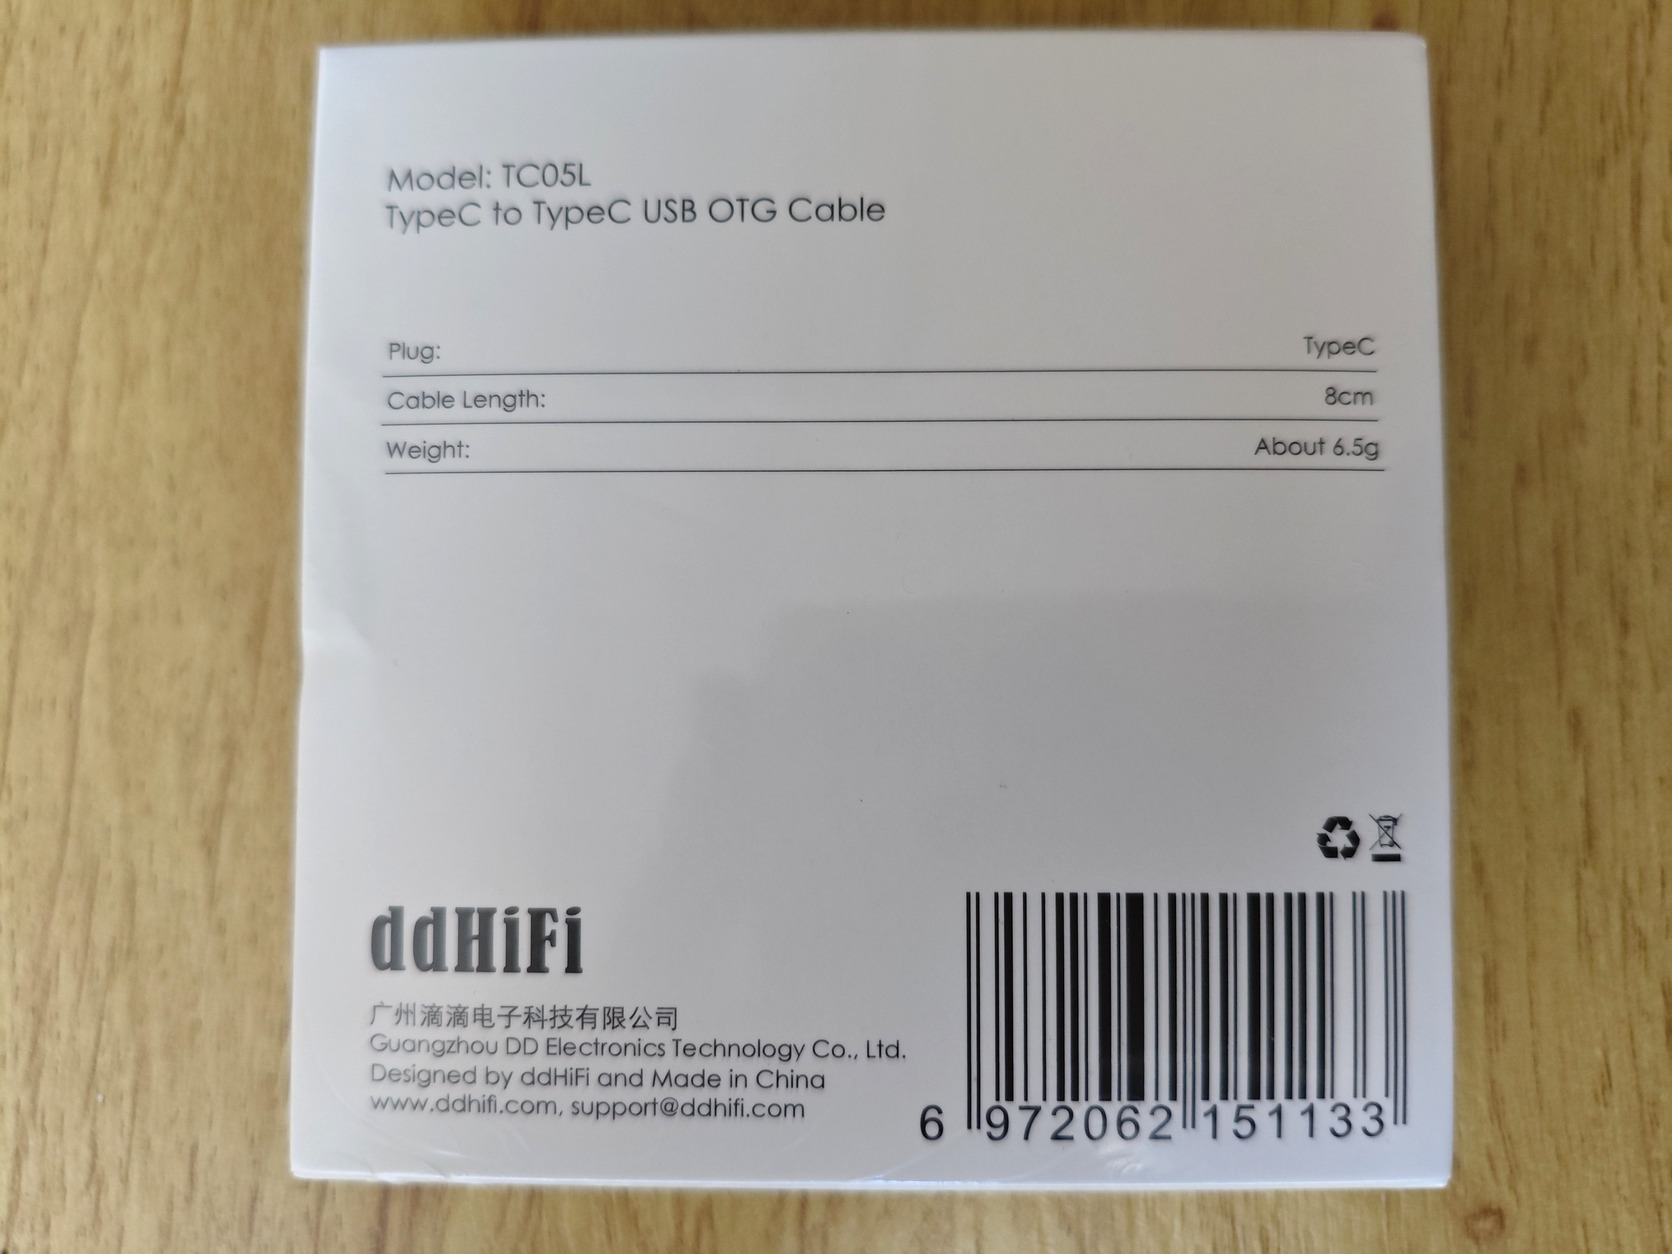 Model: TC05L
TypeC to TypeC USB OTG Cable
Plug: TypeC
Cable Length: 8cm
Weight: About 6.5g
ddHiFi
广州滴滴电子科技有限公司
Guangzhou DD Electronics Technology Co., Ltd.
Designed by ddHiFi and Made in China
www.ddhifi.com, support@ddhifi.com
6 972062 151133